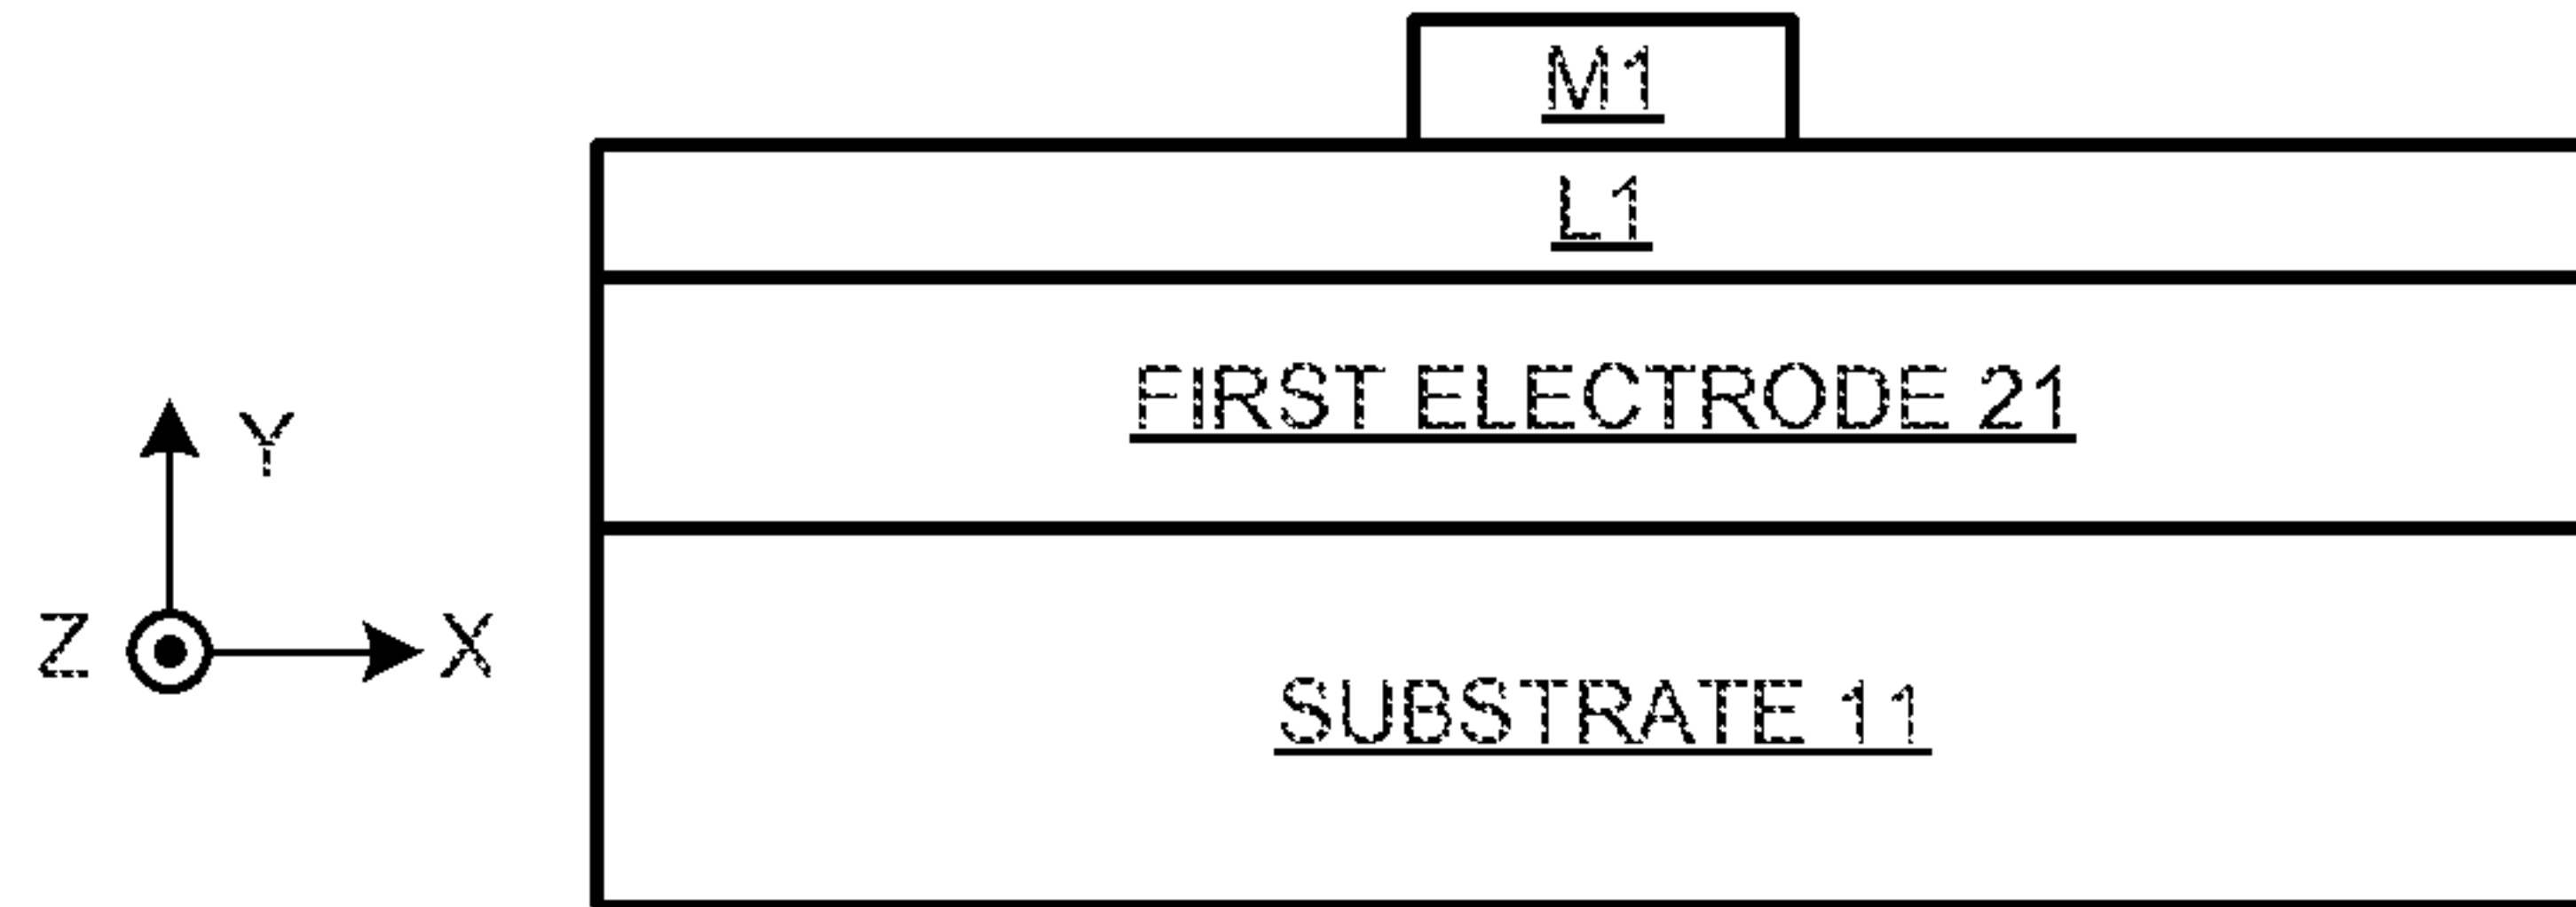 M1
L1
FIRST ELECTRODE 21
Y
Z X
SUBSTRATE 11